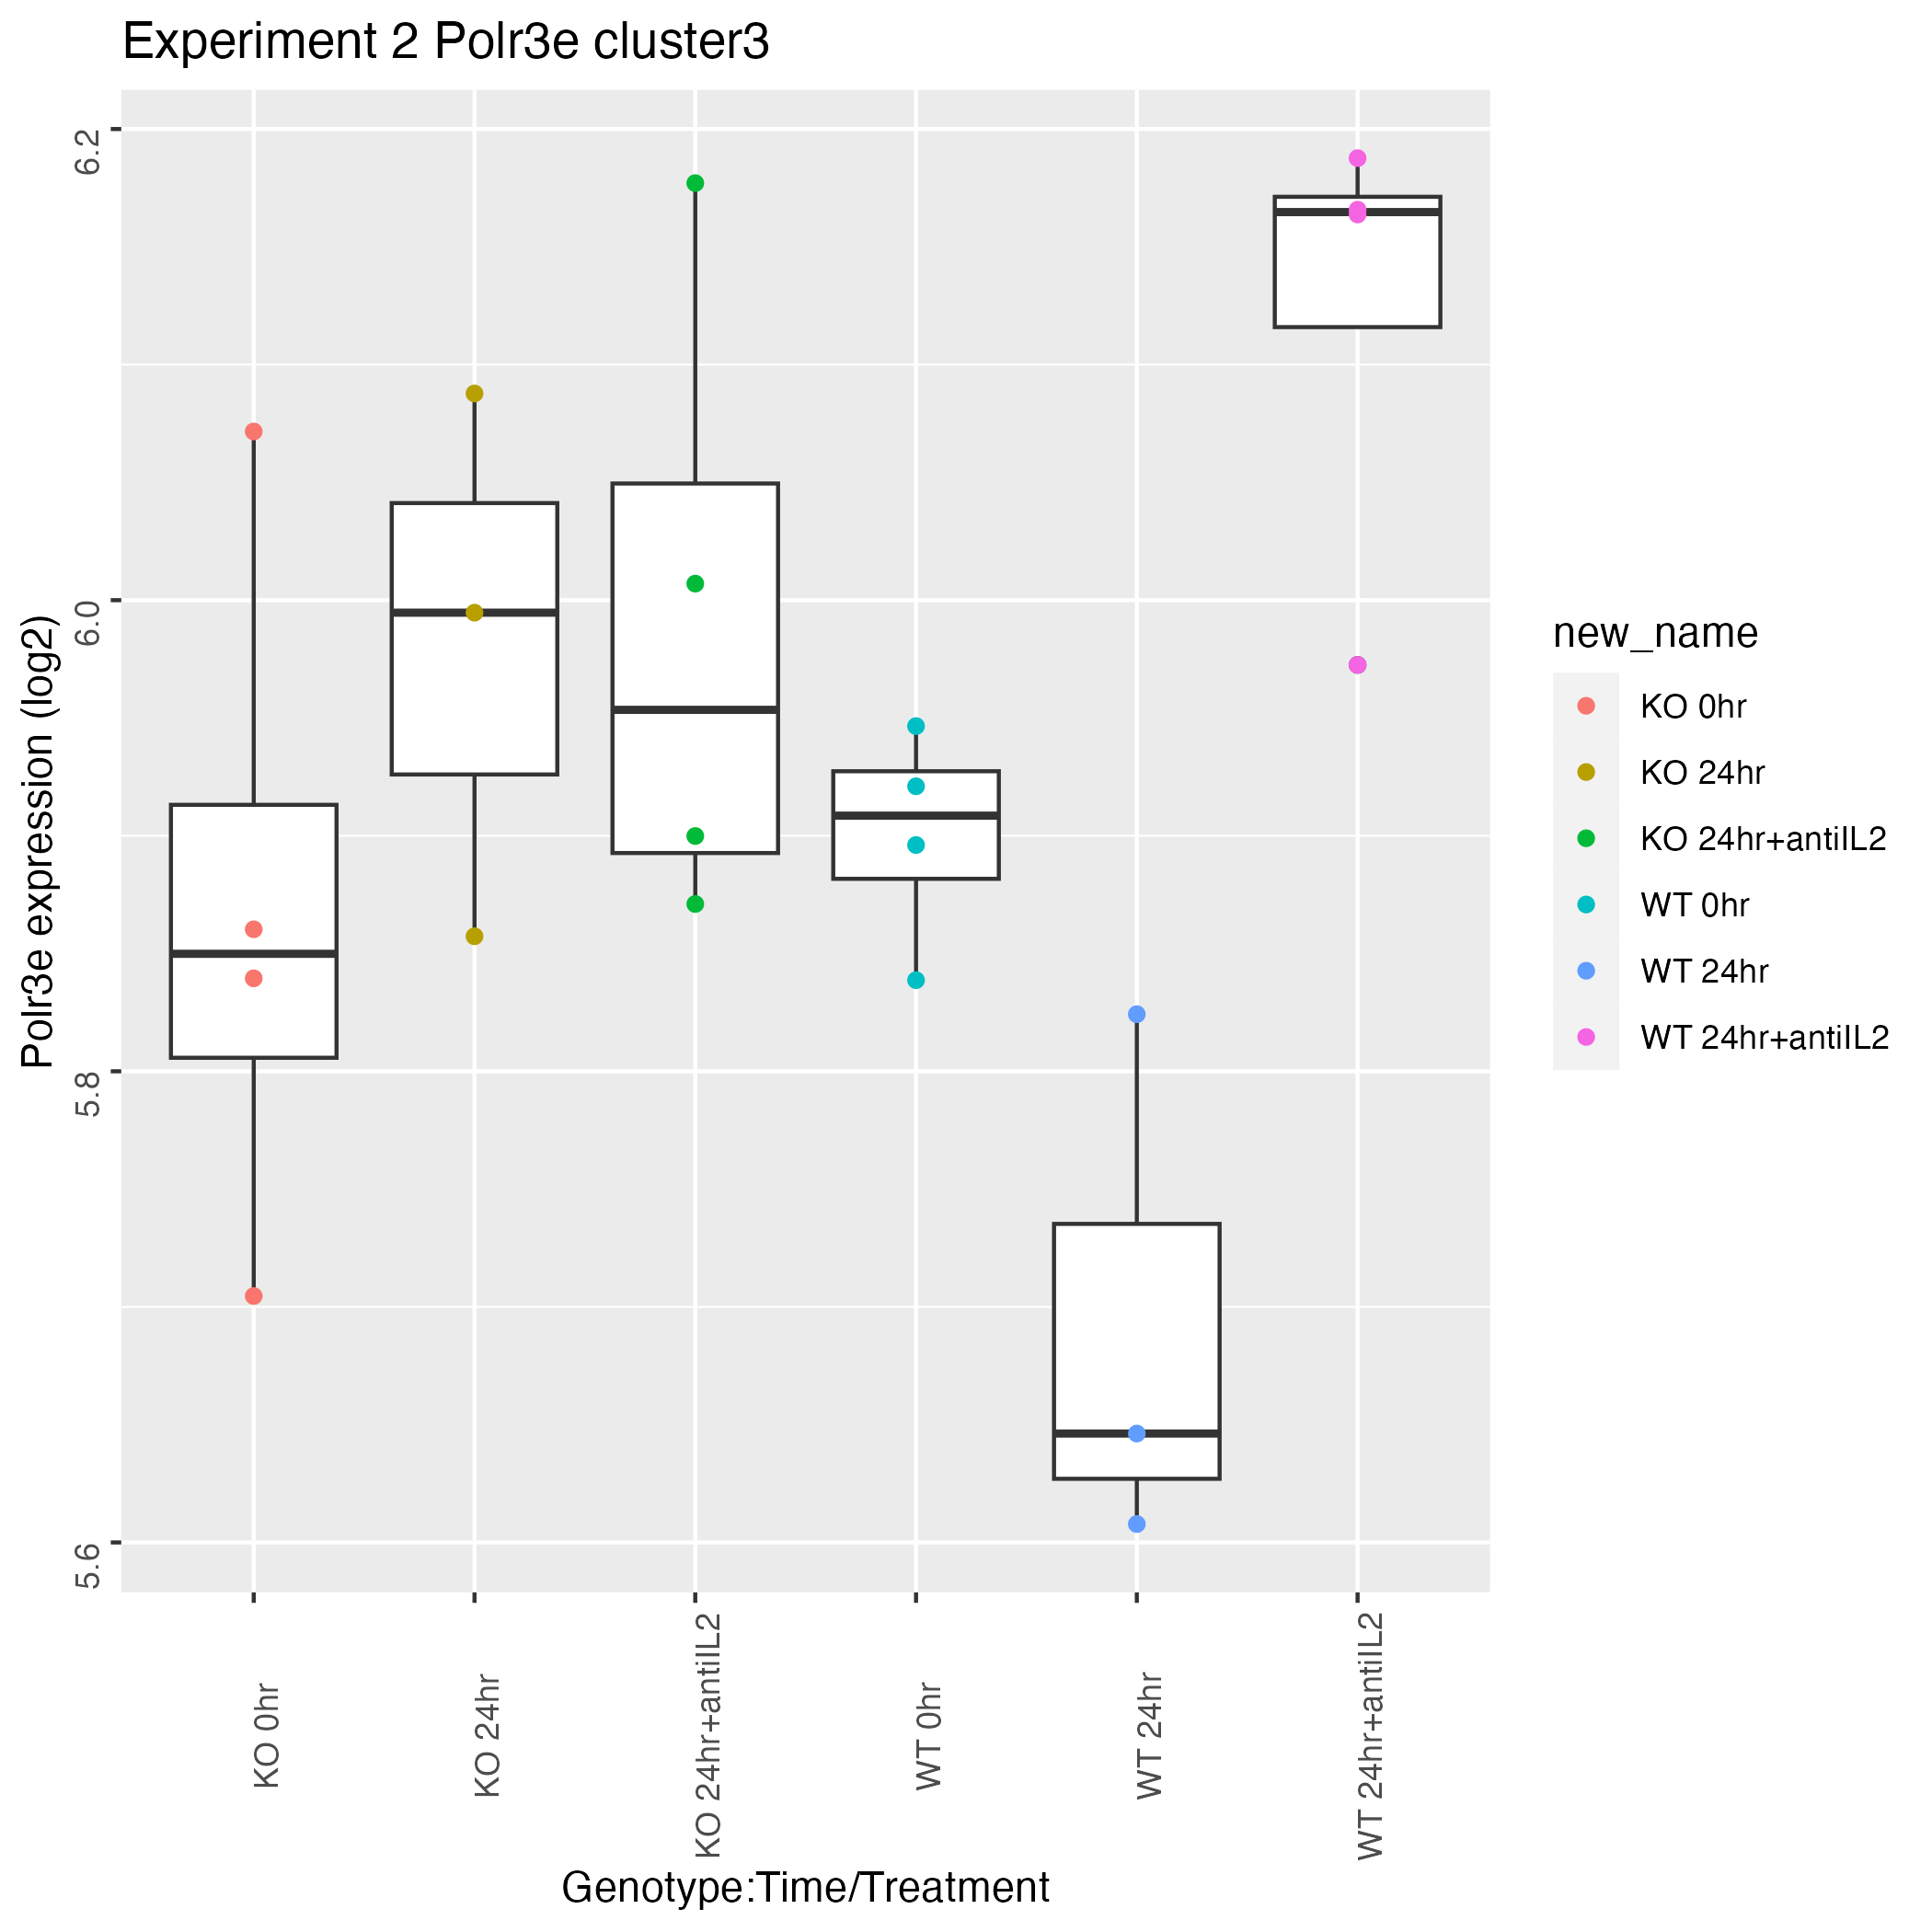 Experiment 2 Polr3e cluster3
Polr3e expression (log2)
6.2
6.0
5.8
5.6
KO 0hr
KO 24hr
KO 24hr+antiIL2
WT 0hr
WT 24hr
WT 24hr+antiIL2
Genotype:Time/Treatment
new_name
KO 0hr
KO 24hr
KO 24hr+antiIL2
WT 0hr
WT 24hr
WT 24hr+antiIL2